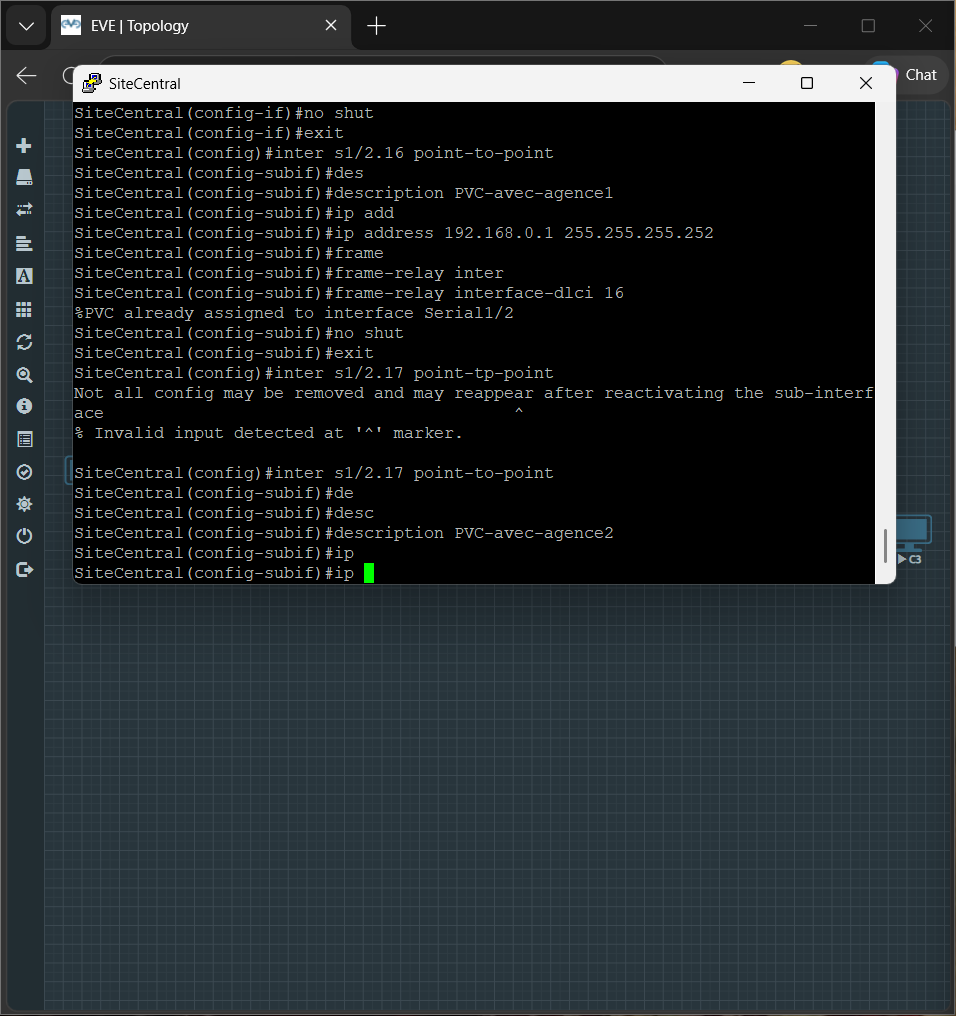 EVE | Topology
Chat
SiteCentral
SiteCentral(config-if)#no shut
SiteCentral(config-if)#exit
SiteCentral(config)#inter s1/2.16 point-to-point
SiteCentral(config-subif)#des
SiteCentral(config-subif)#description PVC-avec-agence1
SiteCentral(config-subif)#ip add
SiteCentral(config-subif)#ip address 192.168.0.1 255.255.255.252
SiteCentral(config-subif)#frame
SiteCentral(config-subif)#frame-relay inter
SiteCentral(config-subif)#frame-relay interface-dlci 16
%PVC already assigned to interface Serial1/2
SiteCentral(config-subif)#no shut
SiteCentral(config-subif)#exit
SiteCentral(config)#inter s1/2.17 point-tp-point
Not all config may be removed and may reappear after reactivating the sub-interf
ace ^
% Invalid input detected at '^' marker.
SiteCentral(config)#inter s1/2.17 point-to-point
SiteCentral(config-subif)#de
SiteCentral(config-subif)#desc
SiteCentral(config-subif)#description PVC-avec-agence2
SiteCentral(config-subif)#ip
SiteCentral(config-subif)#ip
C3